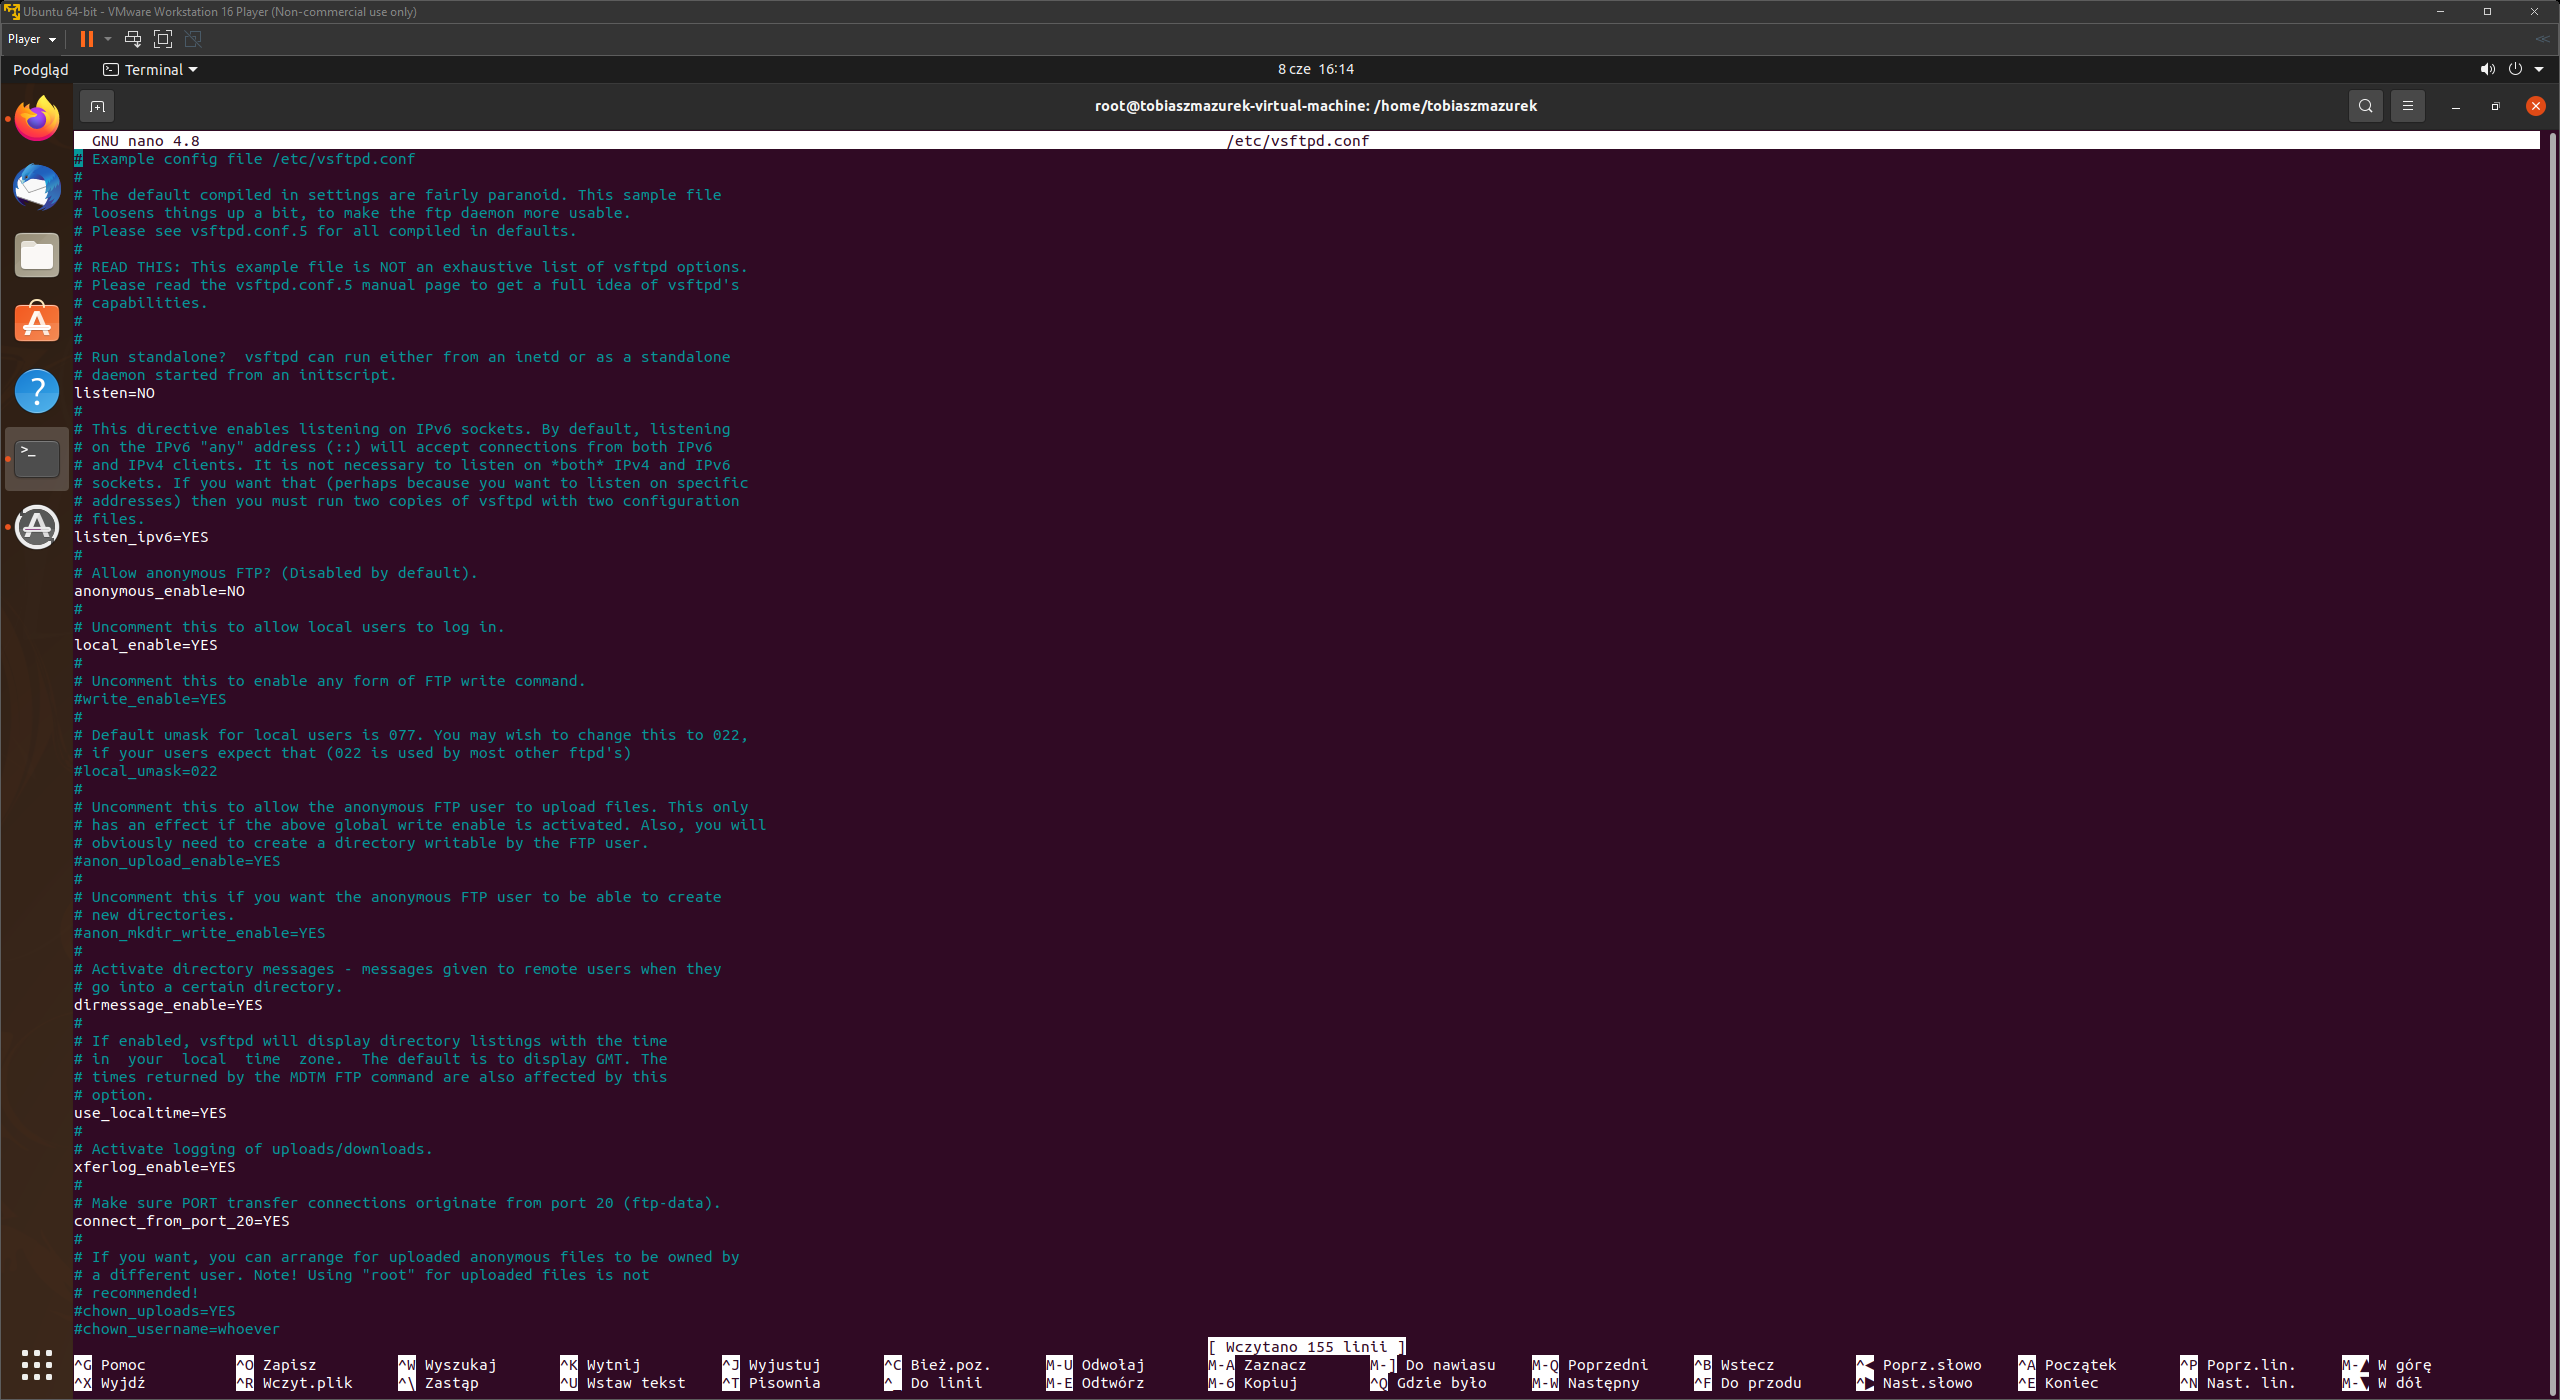 Ubuntu 64-bit - VMware Workstation 16 Player (Non-commercial use only)
Player
Podgląd
Terminal
8 cze 16:14
root@tobiaszmazurek-virtual-machine: /home/tobiaszmazurek
GNU nano 4.8 /etc/vsftpd.conf
# Example config file /etc/vsftpd.conf
#
# The default compiled in settings are fairly paranoid. This sample file
# loosens things up a bit, to make the ftp daemon more usable.
# Please see vsftpd.conf.5 for all compiled in defaults.
#
# READ THIS: This example file is NOT an exhaustive list of vsftpd options.
# Please read the vsftpd.conf.5 manual page to get a full idea of vsftpd's
# capabilities.
#
#
# Run standalone?  vsftpd can run either from an inetd or as a standalone
# daemon started from an initscript.
listen=NO
#
# This directive enables listening on IPv6 sockets. By default, listening
# on the IPv6 "any" address (::) will accept connections from both IPv6
# and IPv4 clients. It is not necessary to listen on *both* IPv4 and IPv6
# sockets. If you want that (perhaps because you want to listen on specific
# addresses) then you must run two copies of vsftpd with two configuration
# files.
listen_ipv6=YES
#
# Allow anonymous FTP? (Disabled by default).
anonymous_enable=NO
#
# Uncomment this to allow local users to log in.
local_enable=YES
#
# Uncomment this to enable any form of FTP write command.
#write_enable=YES
#
# Default umask for local users is 077. You may wish to change this to 022,
# if your users expect that (022 is used by most other ftpd's)
#local_umask=022
#
# Uncomment this to allow the anonymous FTP user to upload files. This only
# has an effect if the above global write enable is activated. Also, you will
# obviously need to create a directory writable by the FTP user.
#anon_upload_enable=YES
#
# Uncomment this if you want the anonymous FTP user to be able to create
# new directories.
#anon_mkdir_write_enable=YES
#
# Activate directory messages - messages given to remote users when they
# go into a certain directory.
dirmessage_enable=YES
#
# If enabled, vsftpd will display directory listings with the time
# in  your  local  time  zone.  The default is to display GMT. The
# times returned by the MDTM FTP command are also affected by this
# option.
use_localtime=YES
#
# Activate logging of uploads/downloads.
xferlog_enable=YES
#
# Make sure PORT transfer connections originate from port 20 (ftp-data).
connect_from_port_20=YES
#
# If you want, you can arrange for uploaded anonymous files to be owned by
# a different user. Note! Using "root" for uploaded files is not
# recommended!
#chown_uploads=YES
#chown_username=whoever
[ Wczytano 155 linii ]
^G Pomoc ^O Zapisz ^W Wyszukaj ^K Wytnij ^J Wyjustuj ^C Bież.poz. M-U Odwołaj M-A Zaznacz M-] Do nawiasu M-Q Poprzedni ^B Wstecz ^◀ Poprz.słowo ^A Początek ^P Poprz.lin. M-▲ W górę
^X Wyjdź ^R Wczyt.plik ^\ Zastąp ^U Wstaw tekst ^T Pisownia ^_ Do linii M-E Odtwórz M-6 Kopiuj ^Q Gdzie było M-W Następny ^F Do przodu ^▶ Nast.słowo ^E Koniec ^N Nast. lin. M-▼ W dół